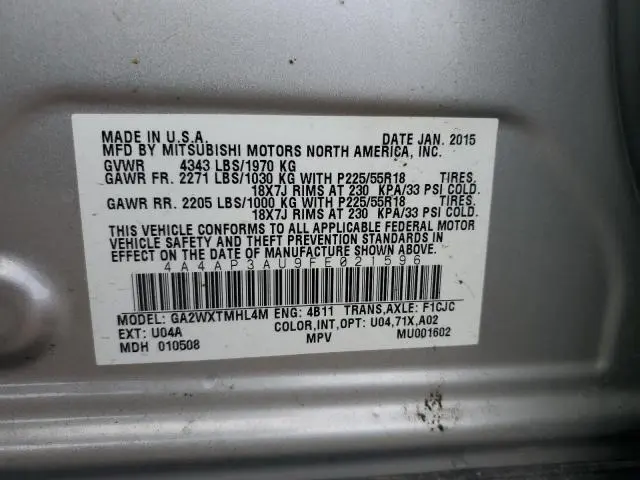 MADE IN U.S.A. DATE JAN. 2015
MFD BY MITSUBISHI MOTORS NORTH AMERICA, INC.
GVWR 4343 LBS/1970 KG
GAWR FR. 2271 LBS/1030 KG WITH P225/55R18 TIRES,
18X7J RIMS AT 230 KPA/33 PSI COLD.
GAWR RR. 2205 LBS/1000 KG WITH P225/55R18 TIRES,
18X7J RIMS AT 230 KPA/33 PSI COLD.
THIS VEHICLE CONFORMS TO ALL APPLICABLE FEDERAL MOTOR
VEHICLE SAFETY AND THEFT PREVENTION STANDARDS IN
EFFECT ON THE DATE OF MANUFACTURE SHOWN ABOVE.
4A4AP3AU9FE021596
MODEL: GA2WXTMHL4M ENG: 4B11 TRANS,AXLE: F1CJC
EXT: U04A COLOR,INT,OPT: U04,71X,A02
MDH 010508 MPV MU001602